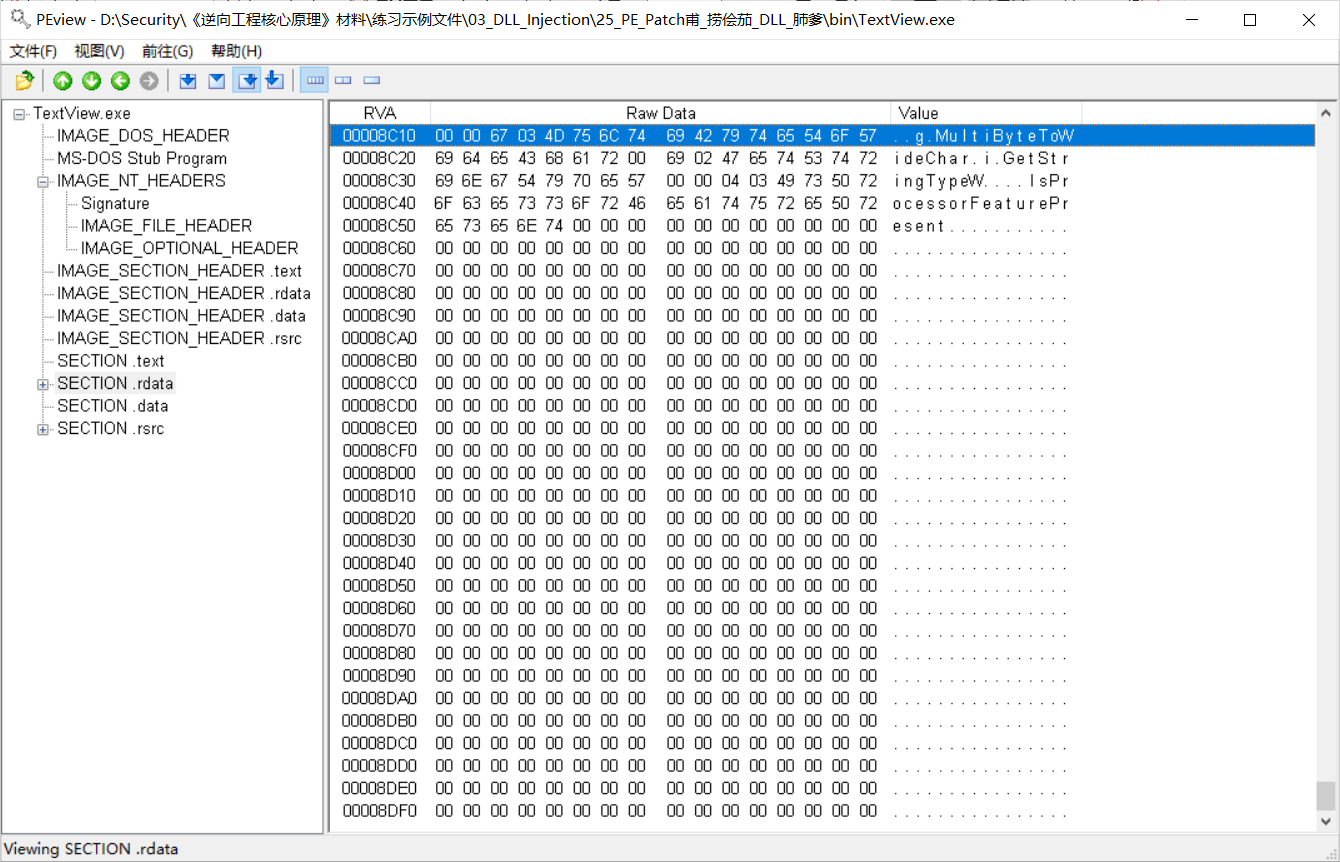 PEview - D:\Security\《逆向工程核心原理》材料\练习示例文件\03_DLL_Injection\25_PE_Patch甫_捞侩茄_DLL_肺爹\bin\TextView.exe
文件(F) 视图(V) 前往(G) 帮助(H)
TextView.exe
IMAGE_DOS_HEADER
MS-DOS Stub Program
IMAGE_NT_HEADERS
Signature
IMAGE_FILE_HEADER
IMAGE_OPTIONAL_HEADER
IMAGE_SECTION_HEADER .text
IMAGE_SECTION_HEADER .rdata
IMAGE_SECTION_HEADER .data
IMAGE_SECTION_HEADER .rsrc
SECTION .text
SECTION .rdata
SECTION .data
SECTION .rsrc
RVA Raw Data Value
00008C10 00 00 67 03 4D 75 6C 74 69 42 79 74 65 54 6F 57 ..g.MultiByteToW
00008C20 69 64 65 43 68 61 72 00 69 02 47 65 74 53 74 72 ideChar.i.GetStr
00008C30 69 6E 67 54 79 70 65 57 00 00 04 03 49 73 50 72 ingTypeW....IsPr
00008C40 6F 63 65 73 73 6F 72 46 65 61 74 75 72 65 50 72 ocessorFeaturePr
00008C50 65 73 65 6E 74 00 00 00 00 00 00 00 00 00 00 00 esent...........
00008C60 00 00 00 00 00 00 00 00 00 00 00 00 00 00 00 00 ................
00008C70 00 00 00 00 00 00 00 00 00 00 00 00 00 00 00 00 ................
00008C80 00 00 00 00 00 00 00 00 00 00 00 00 00 00 00 00 ................
00008C90 00 00 00 00 00 00 00 00 00 00 00 00 00 00 00 00 ................
00008CA0 00 00 00 00 00 00 00 00 00 00 00 00 00 00 00 00 ................
00008CB0 00 00 00 00 00 00 00 00 00 00 00 00 00 00 00 00 ................
00008CC0 00 00 00 00 00 00 00 00 00 00 00 00 00 00 00 00 ................
00008CD0 00 00 00 00 00 00 00 00 00 00 00 00 00 00 00 00 ................
00008CE0 00 00 00 00 00 00 00 00 00 00 00 00 00 00 00 00 ................
00008CF0 00 00 00 00 00 00 00 00 00 00 00 00 00 00 00 00 ................
00008D00 00 00 00 00 00 00 00 00 00 00 00 00 00 00 00 00 ................
00008D10 00 00 00 00 00 00 00 00 00 00 00 00 00 00 00 00 ................
00008D20 00 00 00 00 00 00 00 00 00 00 00 00 00 00 00 00 ................
00008D30 00 00 00 00 00 00 00 00 00 00 00 00 00 00 00 00 ................
00008D40 00 00 00 00 00 00 00 00 00 00 00 00 00 00 00 00 ................
00008D50 00 00 00 00 00 00 00 00 00 00 00 00 00 00 00 00 ................
00008D60 00 00 00 00 00 00 00 00 00 00 00 00 00 00 00 00 ................
00008D70 00 00 00 00 00 00 00 00 00 00 00 00 00 00 00 00 ................
00008D80 00 00 00 00 00 00 00 00 00 00 00 00 00 00 00 00 ................
00008D90 00 00 00 00 00 00 00 00 00 00 00 00 00 00 00 00 ................
00008DA0 00 00 00 00 00 00 00 00 00 00 00 00 00 00 00 00 ................
00008DB0 00 00 00 00 00 00 00 00 00 00 00 00 00 00 00 00 ................
00008DC0 00 00 00 00 00 00 00 00 00 00 00 00 00 00 00 00 ................
00008DD0 00 00 00 00 00 00 00 00 00 00 00 00 00 00 00 00 ................
00008DE0 00 00 00 00 00 00 00 00 00 00 00 00 00 00 00 00 ................
00008DF0 00 00 00 00 00 00 00 00 00 00 00 00 00 00 00 00 ................
Viewing SECTION .rdata